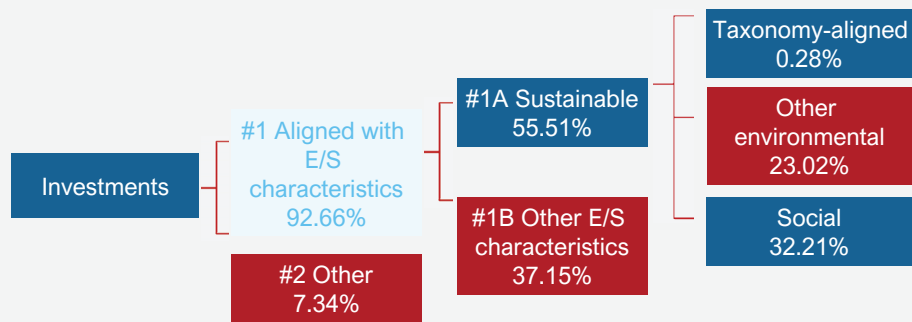 Investments
#1 Aligned with
E/S
characteristics
92.66%
#2 Other
7.34%
#1A Sustainable
55.51%
#1B Other E/S
characteristics
37.15%
Taxonomy-aligned
0.28%
Other
environmental
23.02%
Social
32.21%